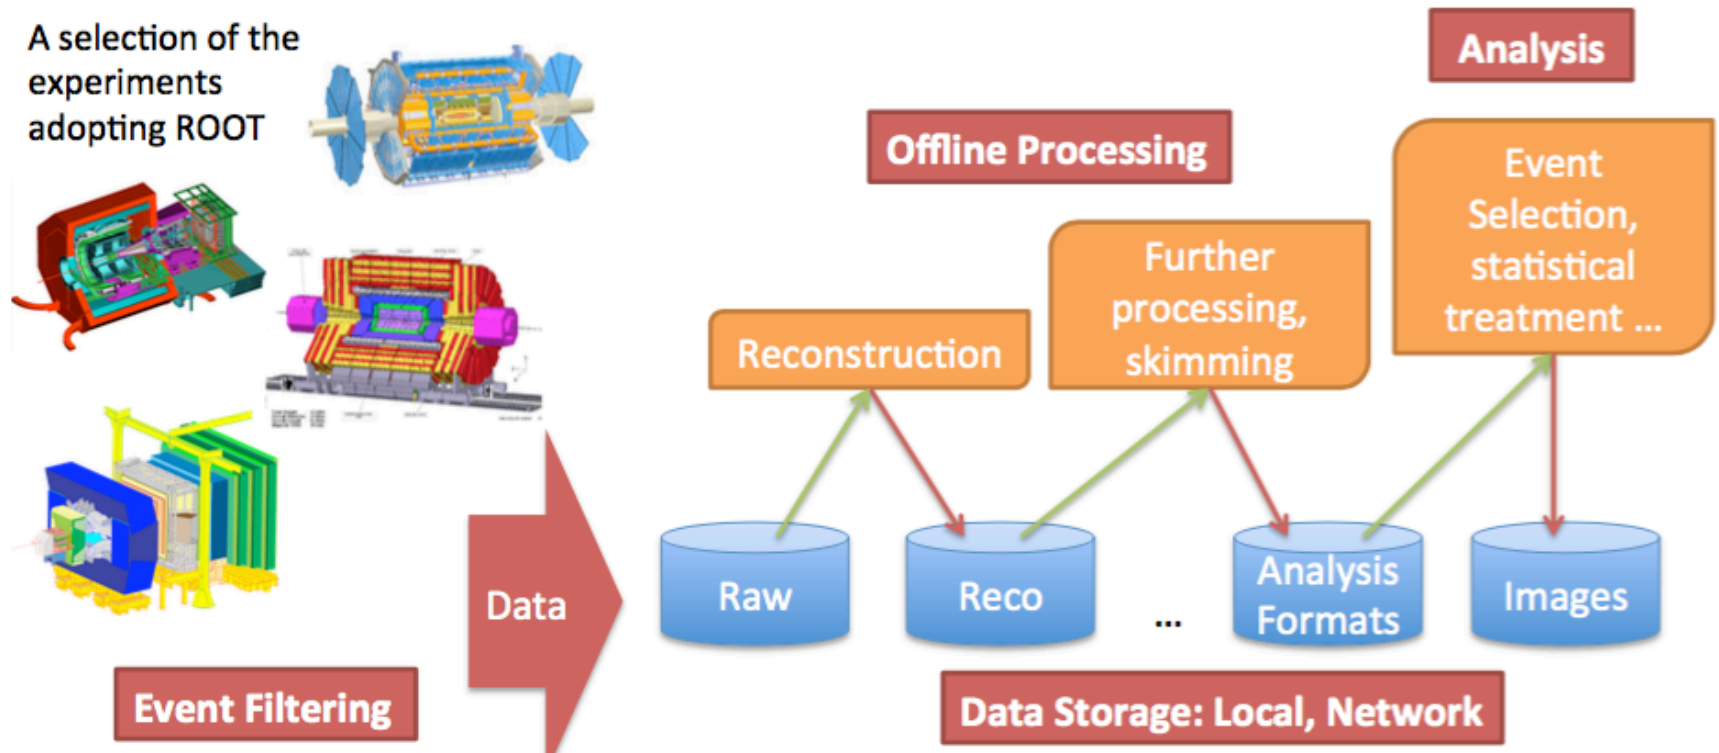 A selection of the
experiments
adopting ROOT
Event Filtering
Data
Offline Processing
Analysis
Reconstruction
Further
processing,
skimming
Event
Selection,
statistical
treatment ...
Raw
Reco
...
Analysis
Formats
Images
Data Storage: Local, Network